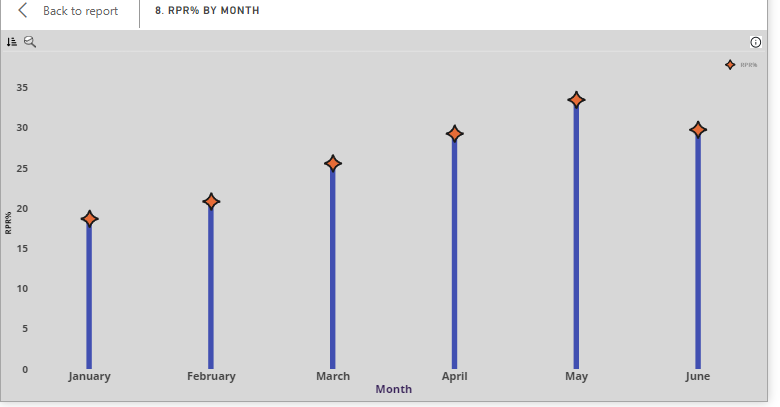 Back to report
8. RPR% BY MONTH
RPR%
35
30
25
20
15
10
5
0
RPR%
January February March April May June
Month